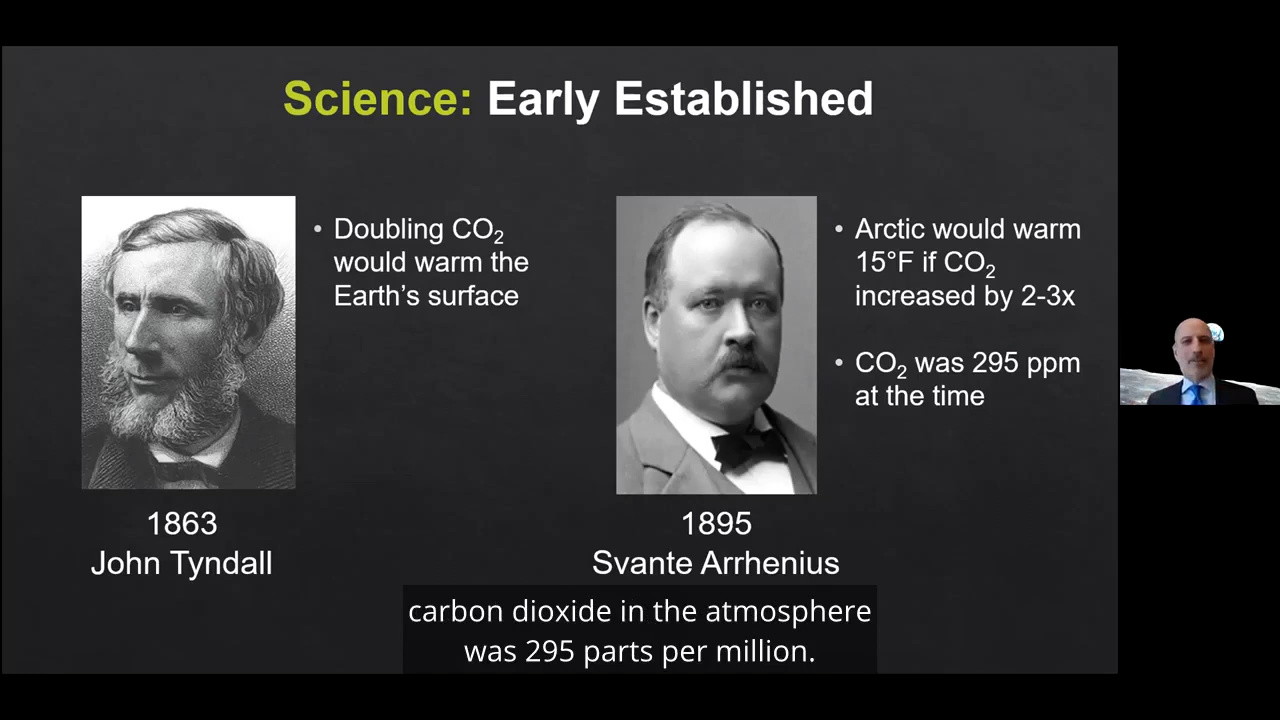 Science: Early Established
• Doubling CO₂
would warm the
Earth's surface
1863
John Tyndall
• Arctic would warm
15°F if CO₂
increased by 2-3x
• CO₂ was 295 ppm
at the time
1895
Svante Arrhenius
carbon dioxide in the atmosphere
was 295 parts per million.